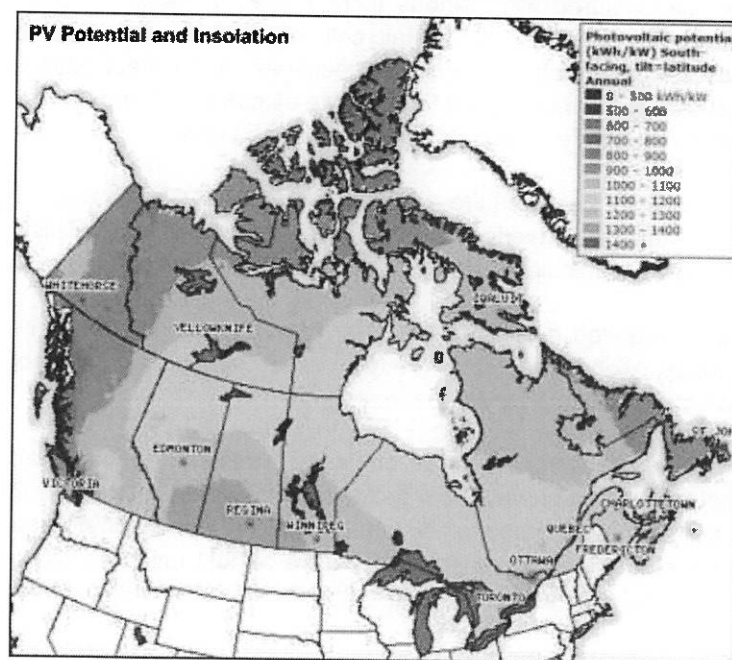 PV Potential and Insolation
Photovoltaic potential
(kWh/kW) South-
facing, tilt=latitude
Annual
0 - 500 kWh/kW
500 - 600
600 - 700
700 - 800
800 - 900
900 - 1000
1000 - 1100
1100 - 1200
1200 - 1300
1300 - 1400
1400 +
WHITEHORSE
IQALUIT
YELLOWKNIFE
ST. JOH
EDMONTON
VICTORIA
CHARLOTTETOWN
REGINA
WINNIPEG
QUEBEC
FREDERICTON
OTTAWA
TORONTO